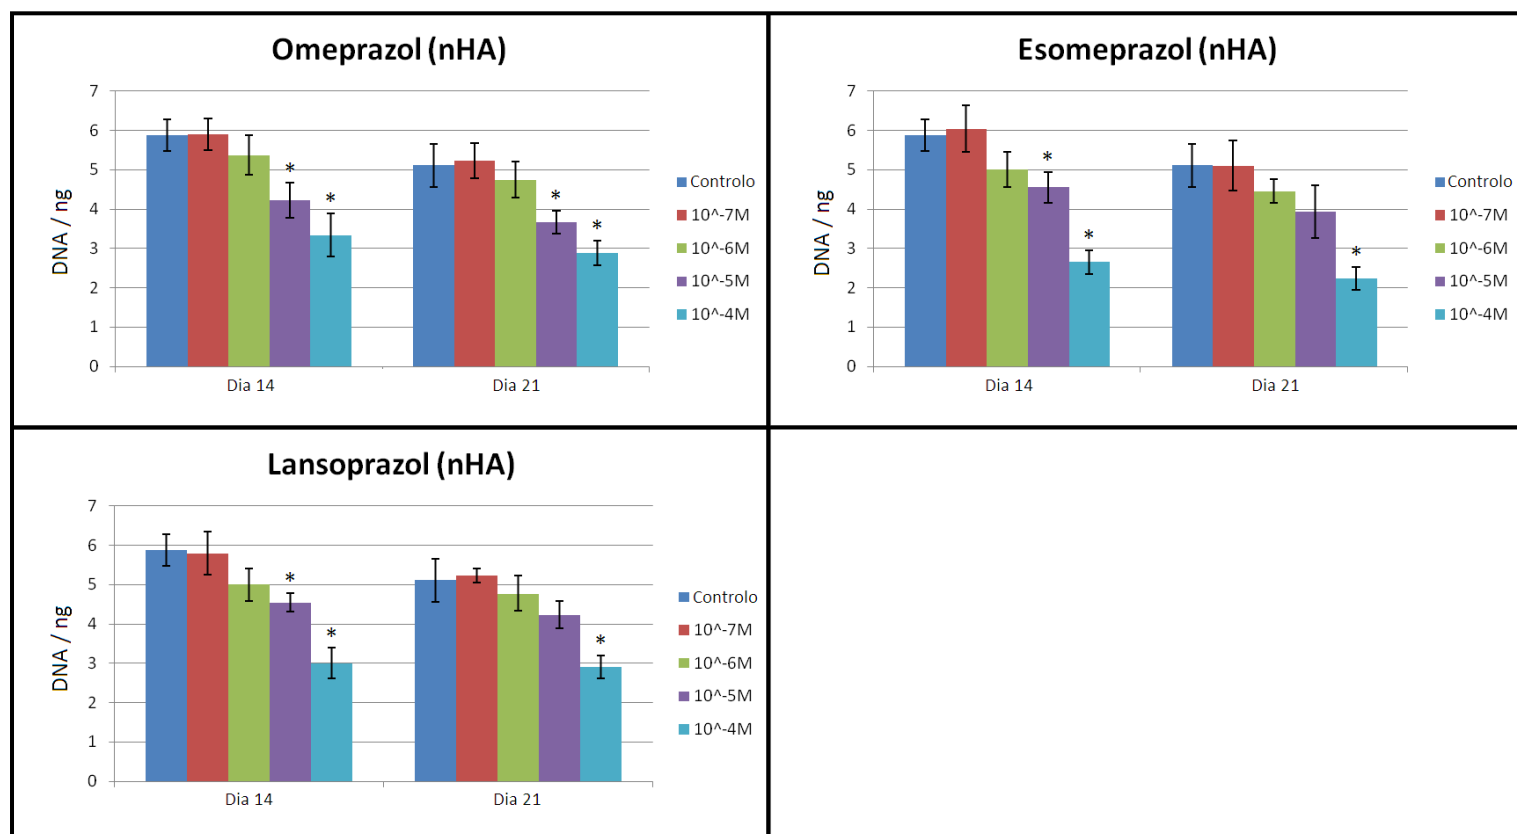 Omeprazol (nHA)
DNA / ng
7
6
5
4
3
2
1
0
* * * *
Dia 14 Dia 21
Controlo
10^-7M
10^-6M
10^-5M
10^-4M
Esomeprazol (nHA)
DNA / ng
7
6
5
4
3
2
1
0
* * *
Dia 14 Dia 21
Controlo
10^-7M
10^-6M
10^-5M
10^-4M
Lansoprazol (nHA)
DNA / ng
7
6
5
4
3
2
1
0
* * *
Dia 14 Dia 21
Controlo
10^-7M
10^-6M
10^-5M
10^-4M